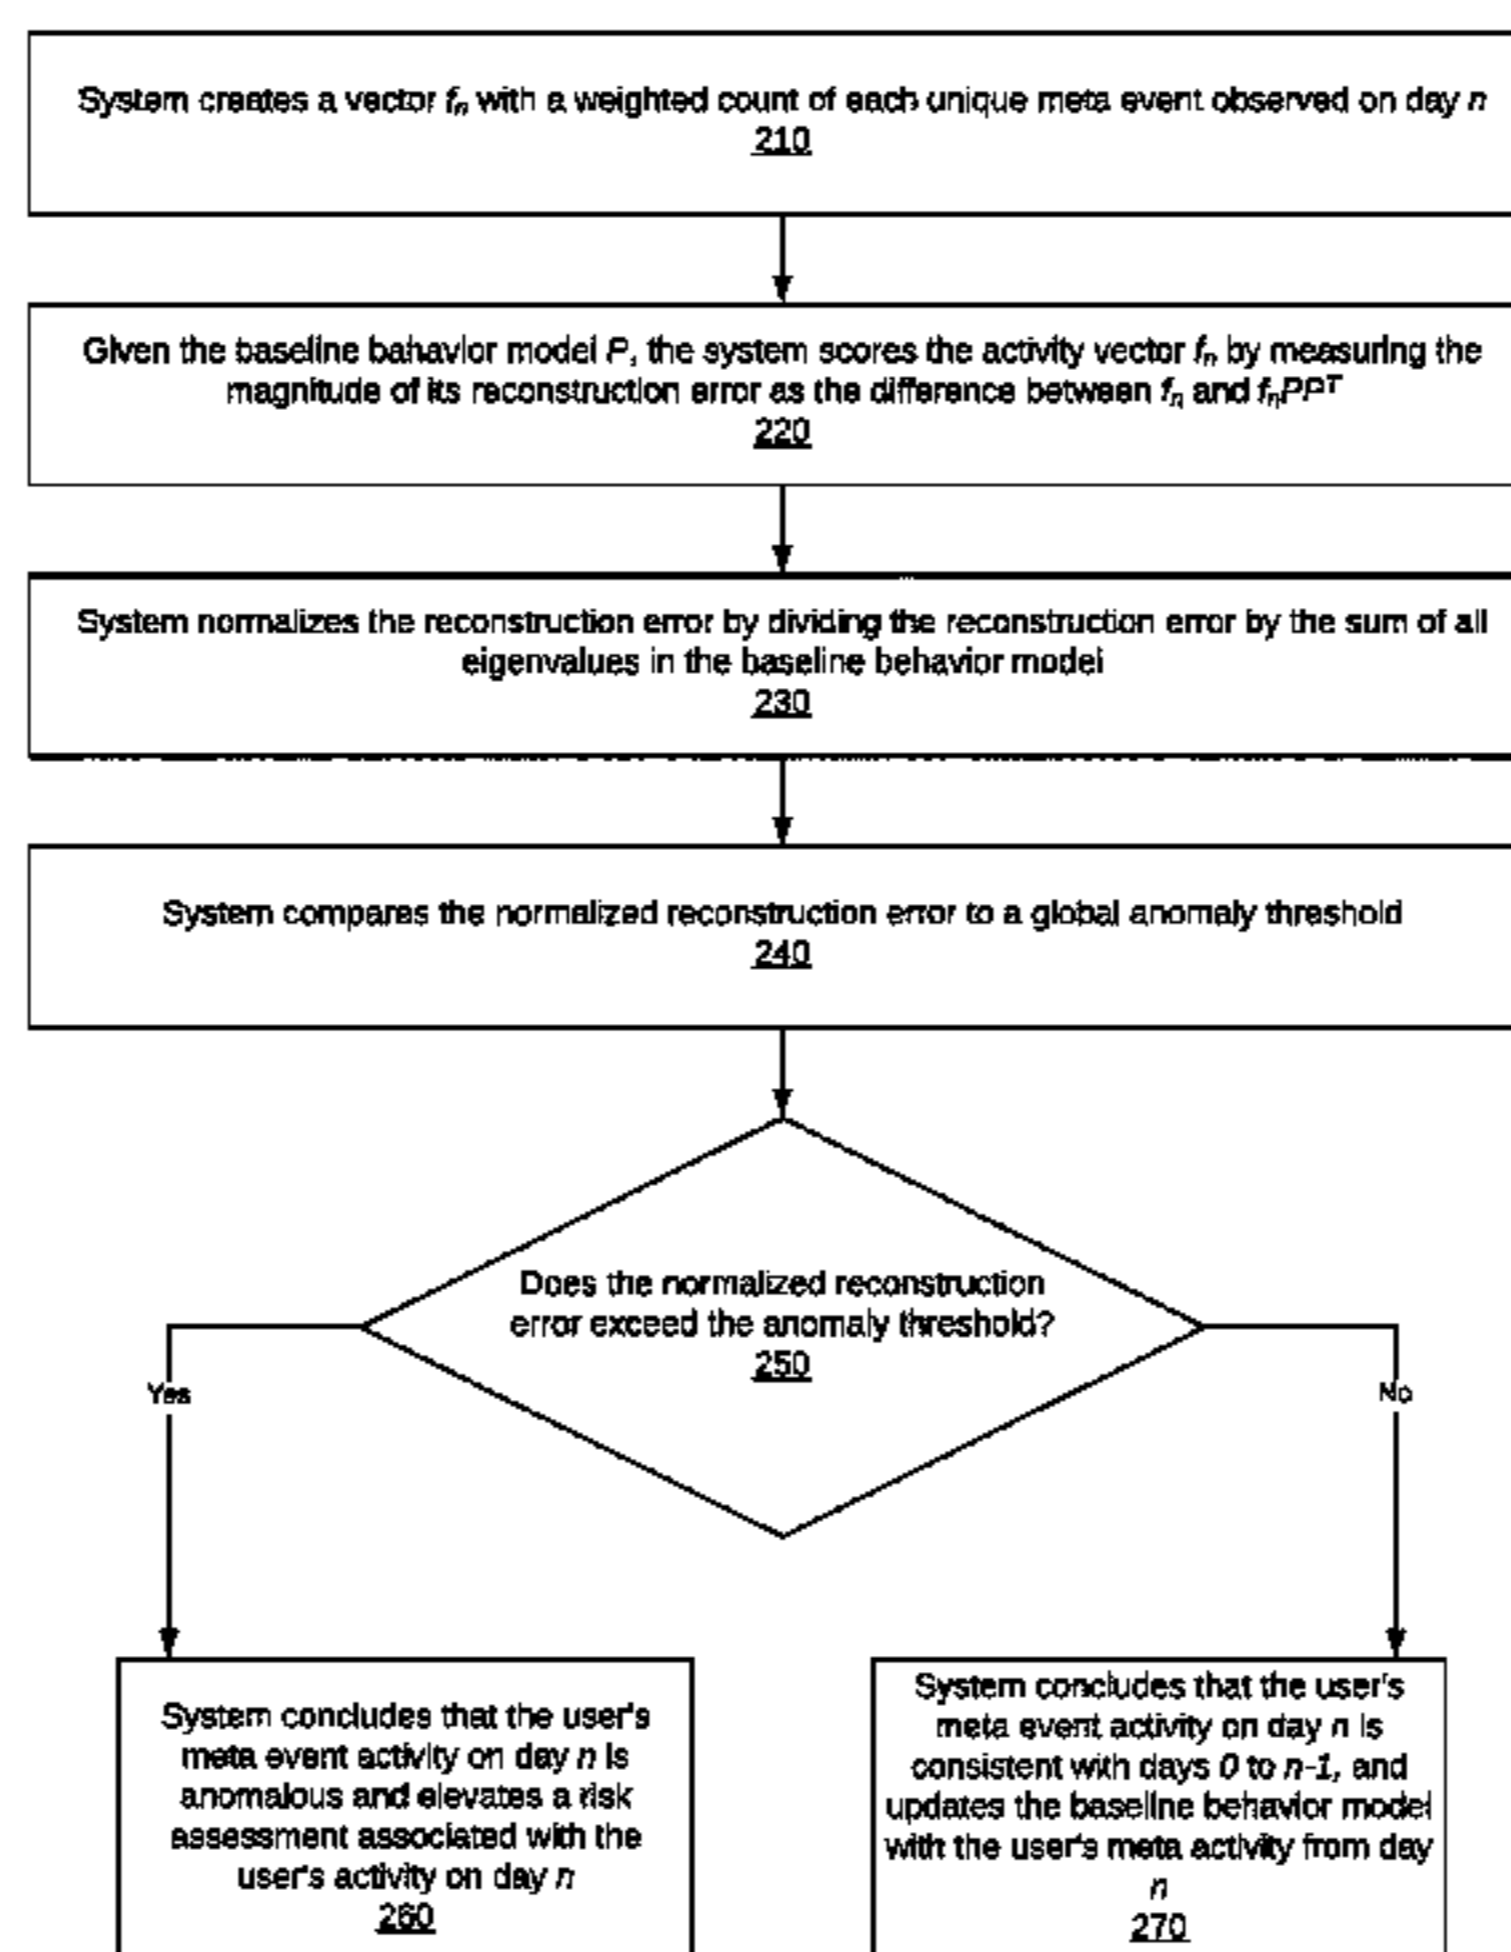 System creates a vector fn with a weighted count of each unique meta event observed on day n
210
Given the baseline bahavior model P, the system scores the activity vector fn by measuring the
magnitude of its reconstruction error as the difference between fn and fnPPT
220
System normalizes the reconstruction error by dividing the reconstruction error by the sum of all
eigenvalues in the baseline behavior model
230
System compares the normalized reconstruction error to a global anomaly threshold
240
Does the normalized reconstruction
error exceed the anomaly threshold?
250
Yes
No
System concludes that the user's
meta event activity on day n is
anomalous and elevates a risk
assessment associated with the
user's activity on day n
260
System concludes that the user's
meta event activity on day n is
consistent with days 0 to n-1, and
updates the baseline behavior model
with the user's meta activity from day
n
270